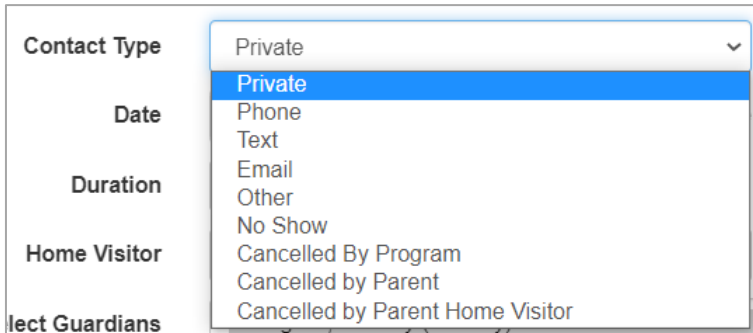 Contact Type
Private
Private
Phone
Date
Text
Email
Duration
Other
No Show
Home Visitor
Cancelled By Program
Cancelled by Parent
Cancelled by Parent Home Visitor
lect Guardians